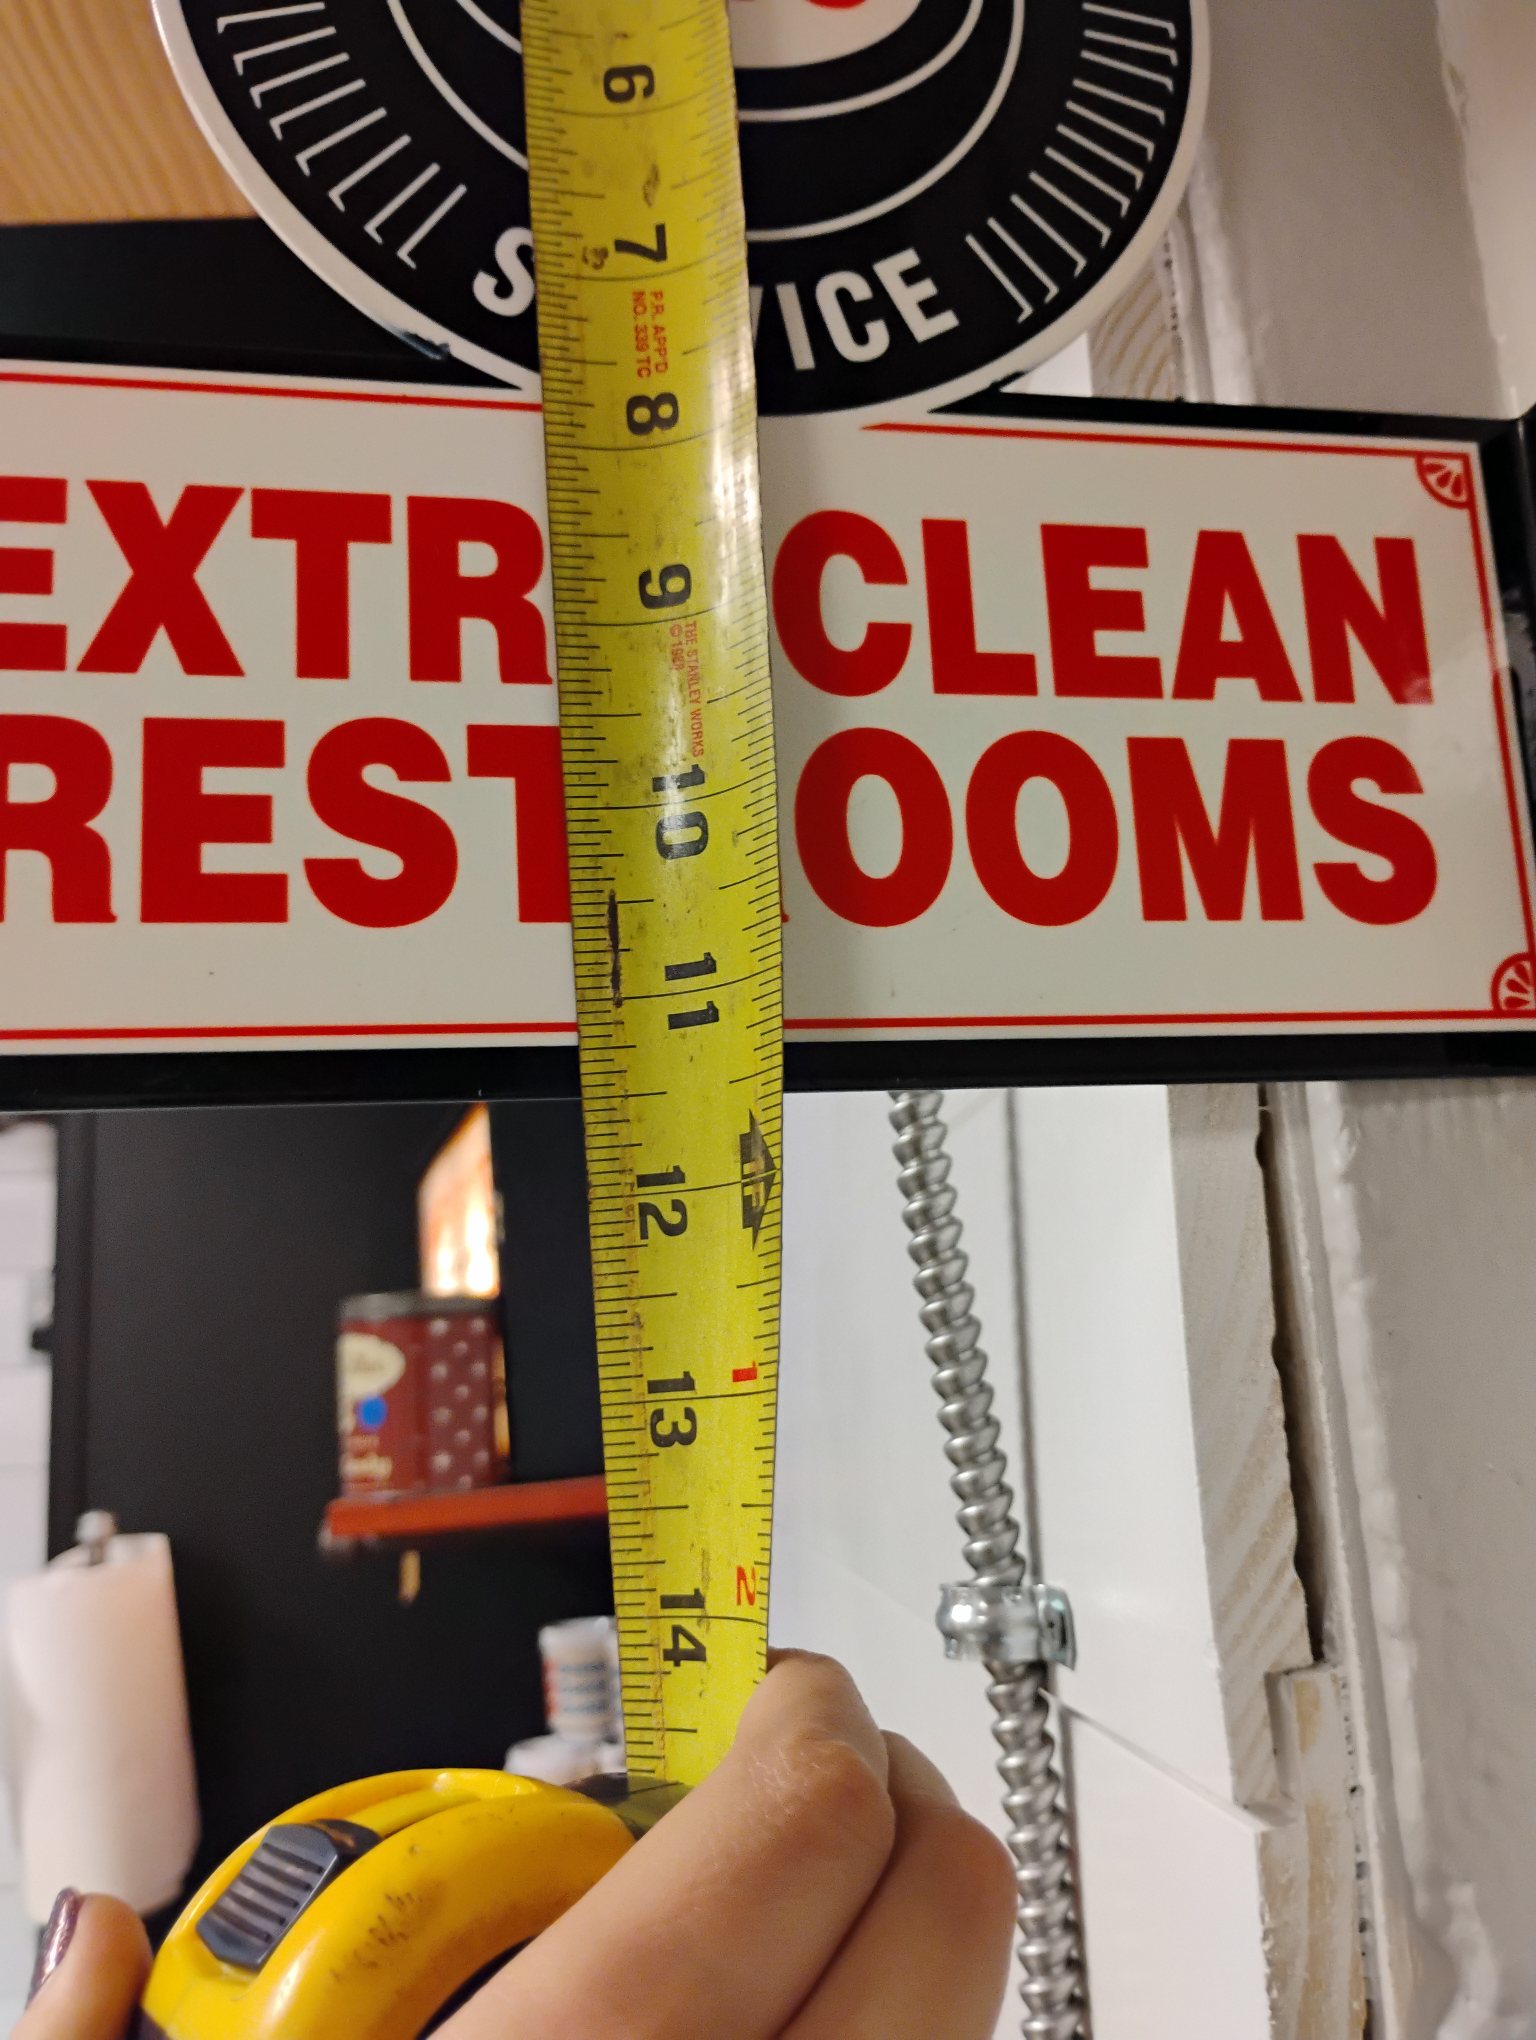 6
7
S VICE
P.R. APP'D
NO. 339 TC
8
EXTR CLEAN
9
THE STANLEY WORKS
REST OOMS
10
11
12
1
13
2
14